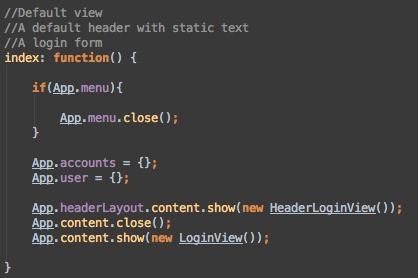 //Default view
//A default header with static text
//A login form
index: function() {
if(App.menu){
App.menu.close();
}
App.accounts = {};
App.user = {};
App.headerLayout.content.show(new HeaderLoginView());
App.content.close();
App.content.show(new LoginView());
}